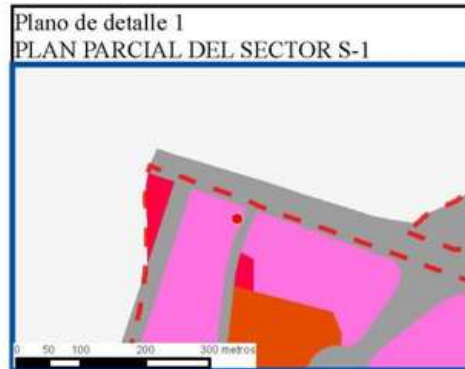 Plano de detalle 1
PLAN PARCIAL DEL SECTOR S-1
0 50 100 200 300 metros